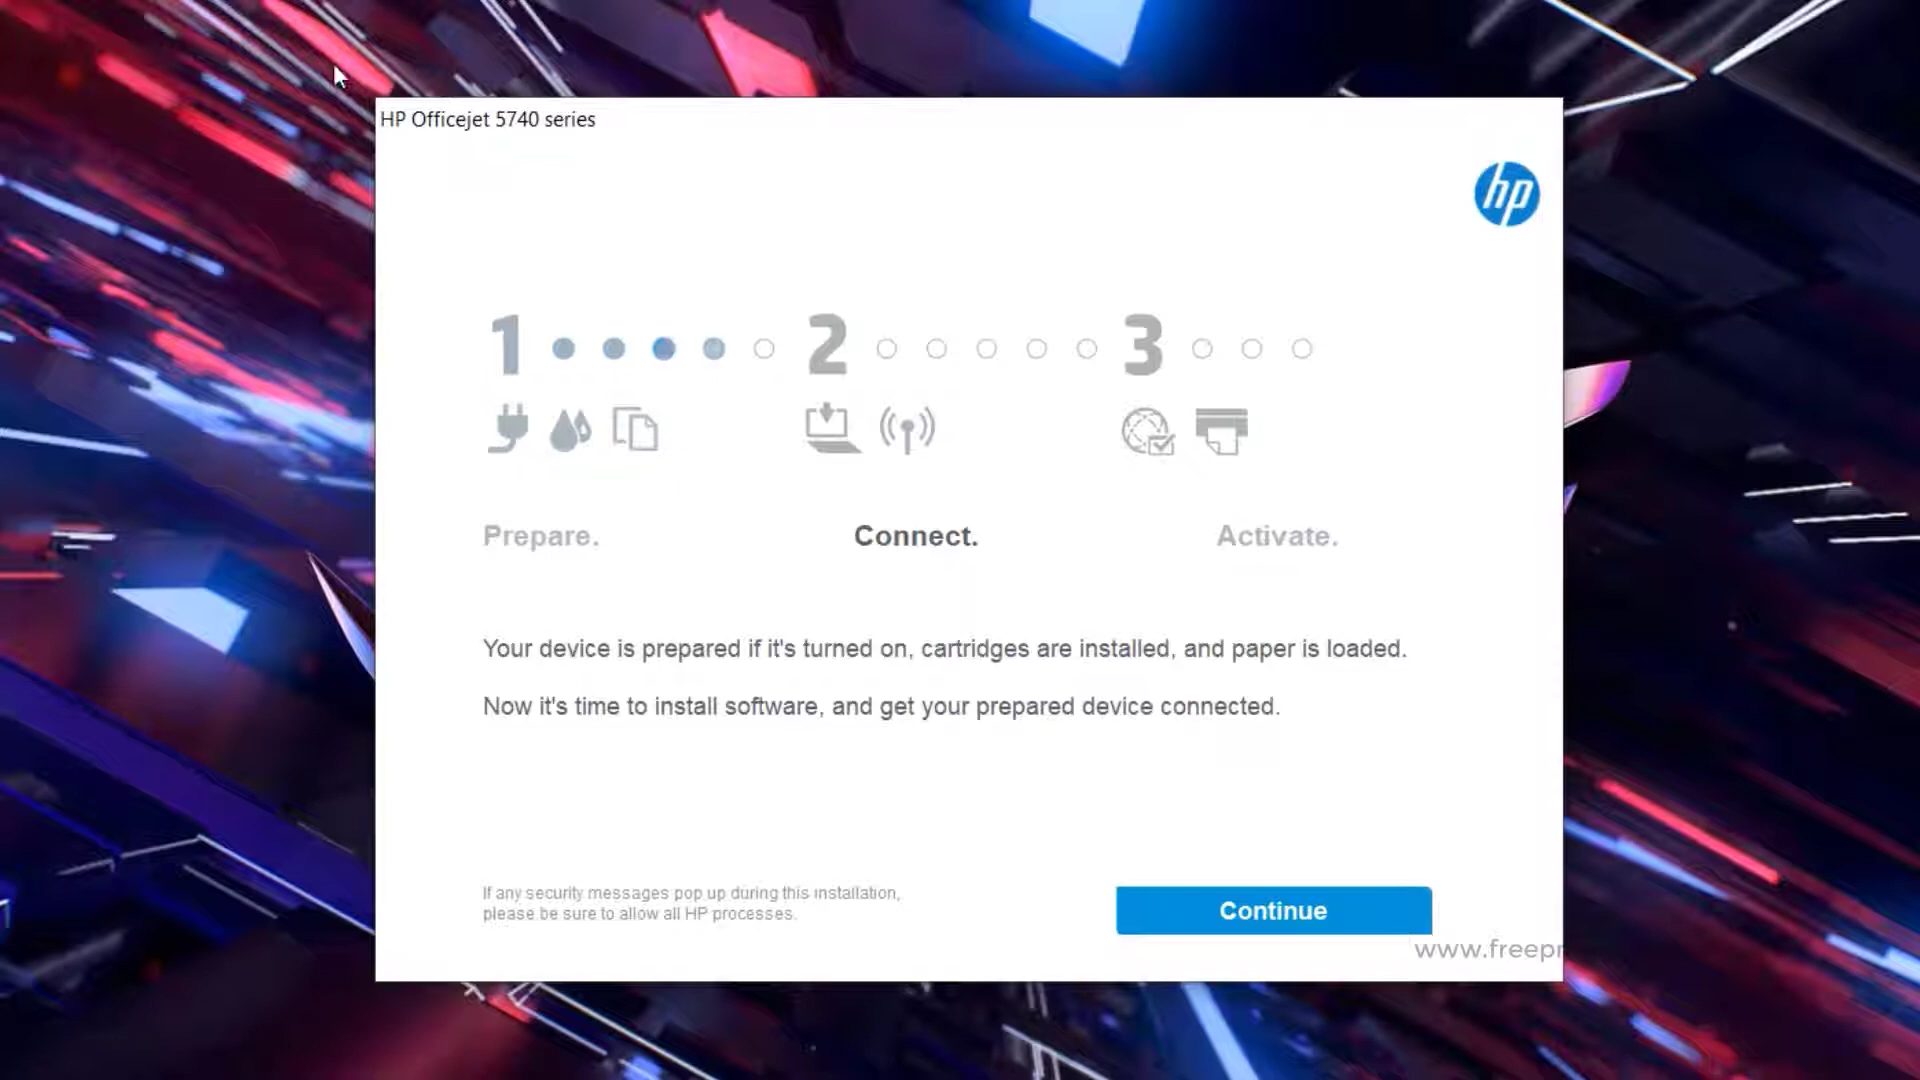 HP Officejet 5740 series
hp
1 2 3
Prepare. Connect. Activate.
Your device is prepared if it's turned on, cartridges are installed, and paper is loaded.
Now it's time to install software, and get your prepared device connected.
If any security messages pop up during this installation,
please be sure to allow all HP processes.
Continue
www.freepr